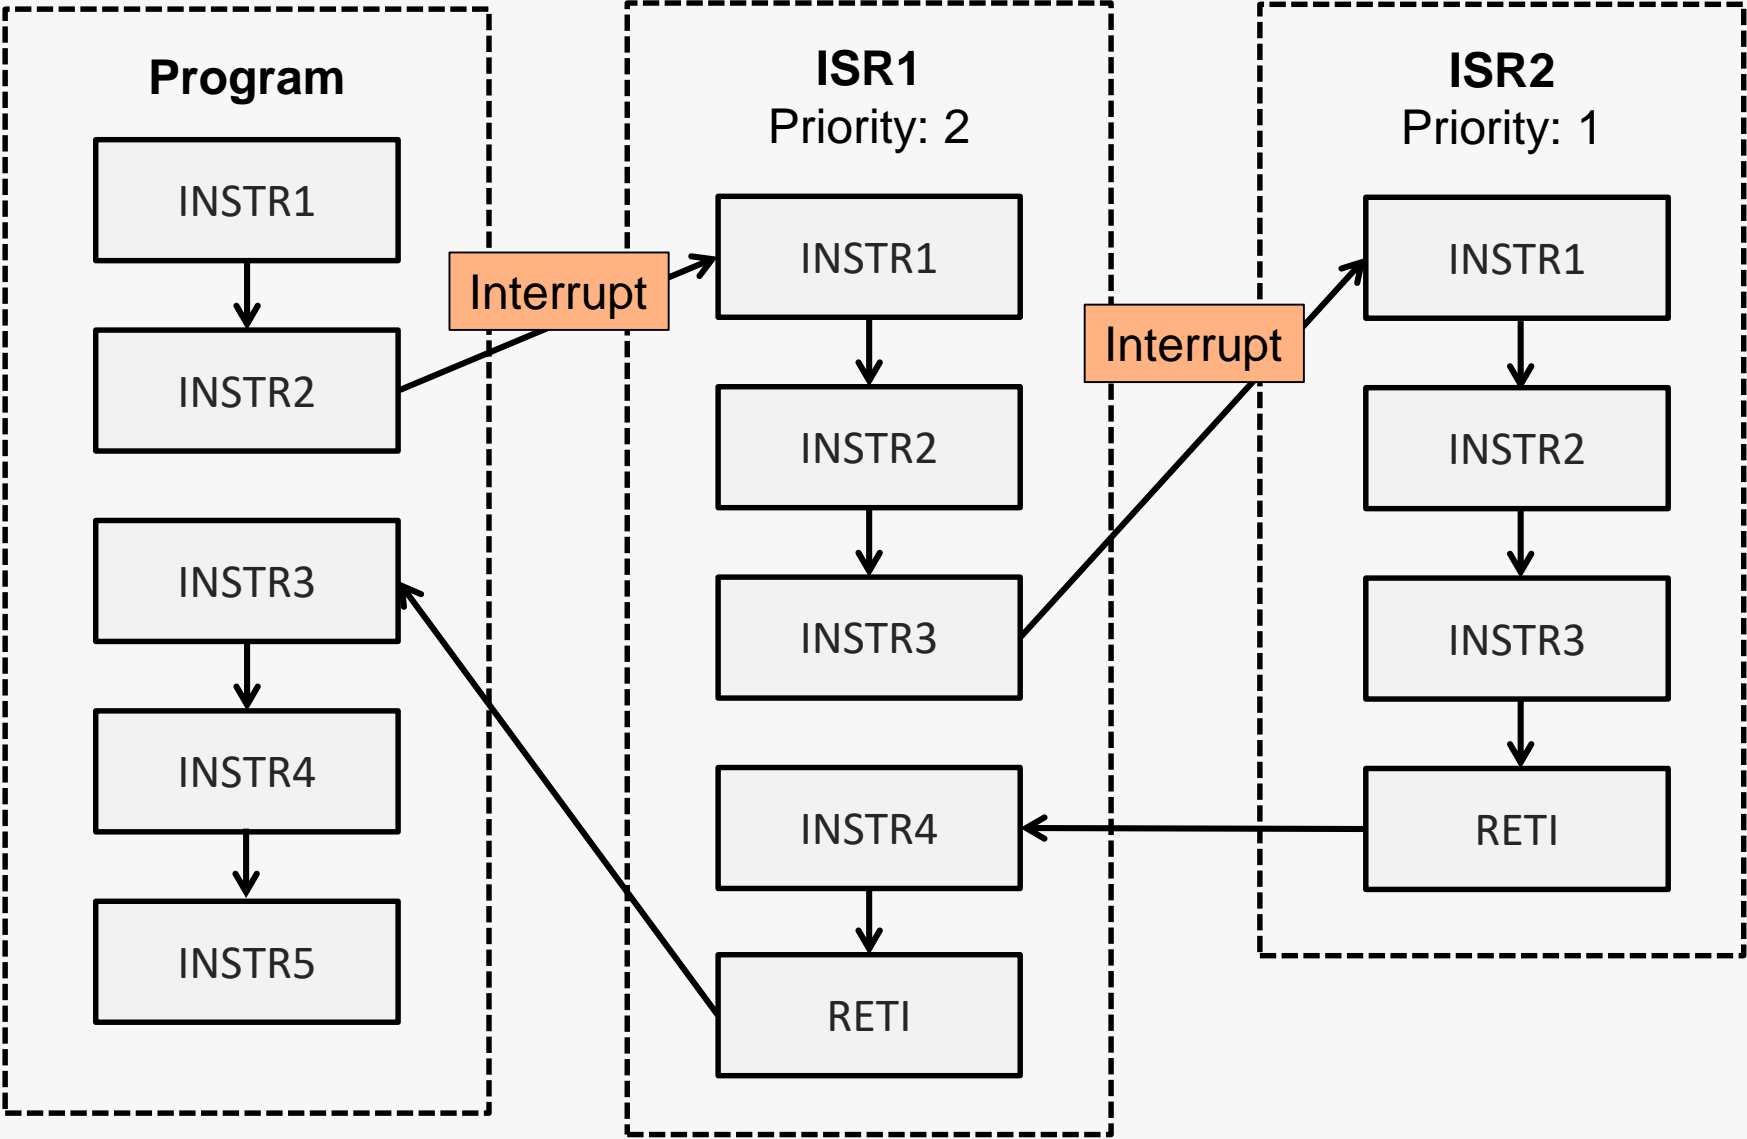 Program
INSTR1
INSTR2
INSTR3
INSTR4
INSTR5
Interrupt
ISR1
Priority: 2
INSTR1
INSTR2
INSTR3
INSTR4
RETI
Interrupt
ISR2
Priority: 1
INSTR1
INSTR2
INSTR3
RETI